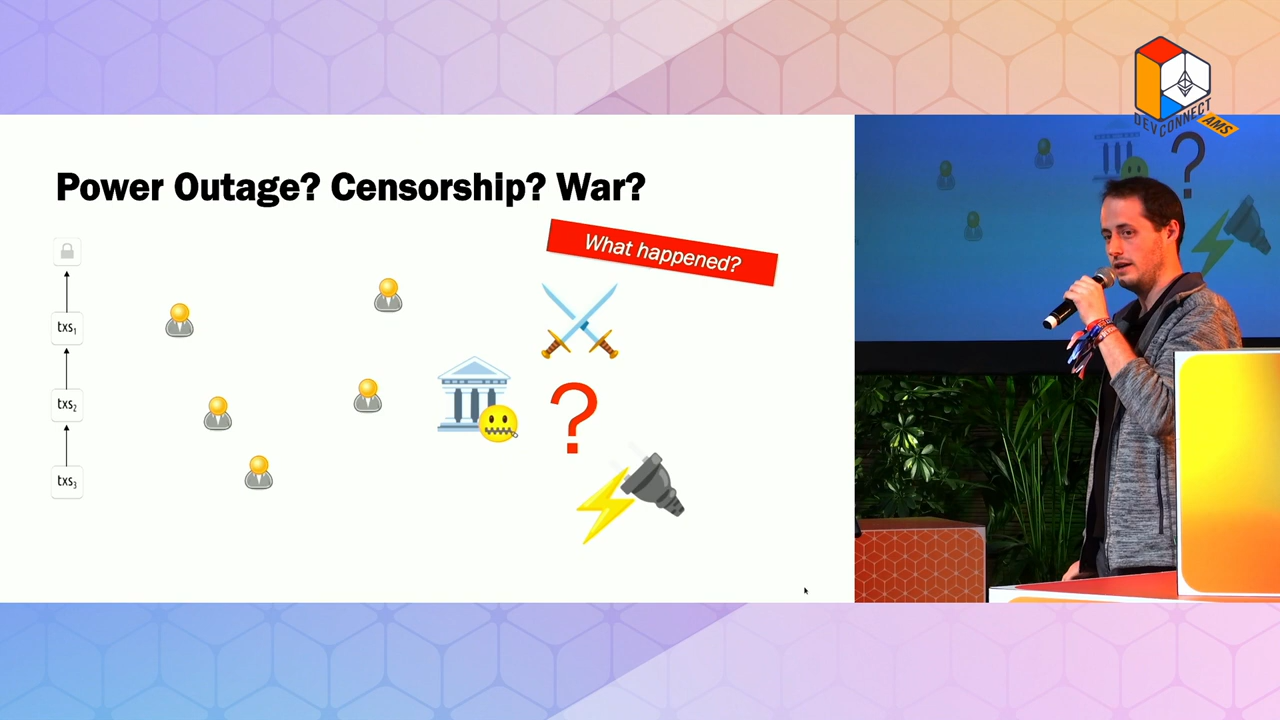 DEVCONNECT
AMS
Power Outage? Censorship? War?
What happened?
txs₁
txs₂
?
txs₃
?